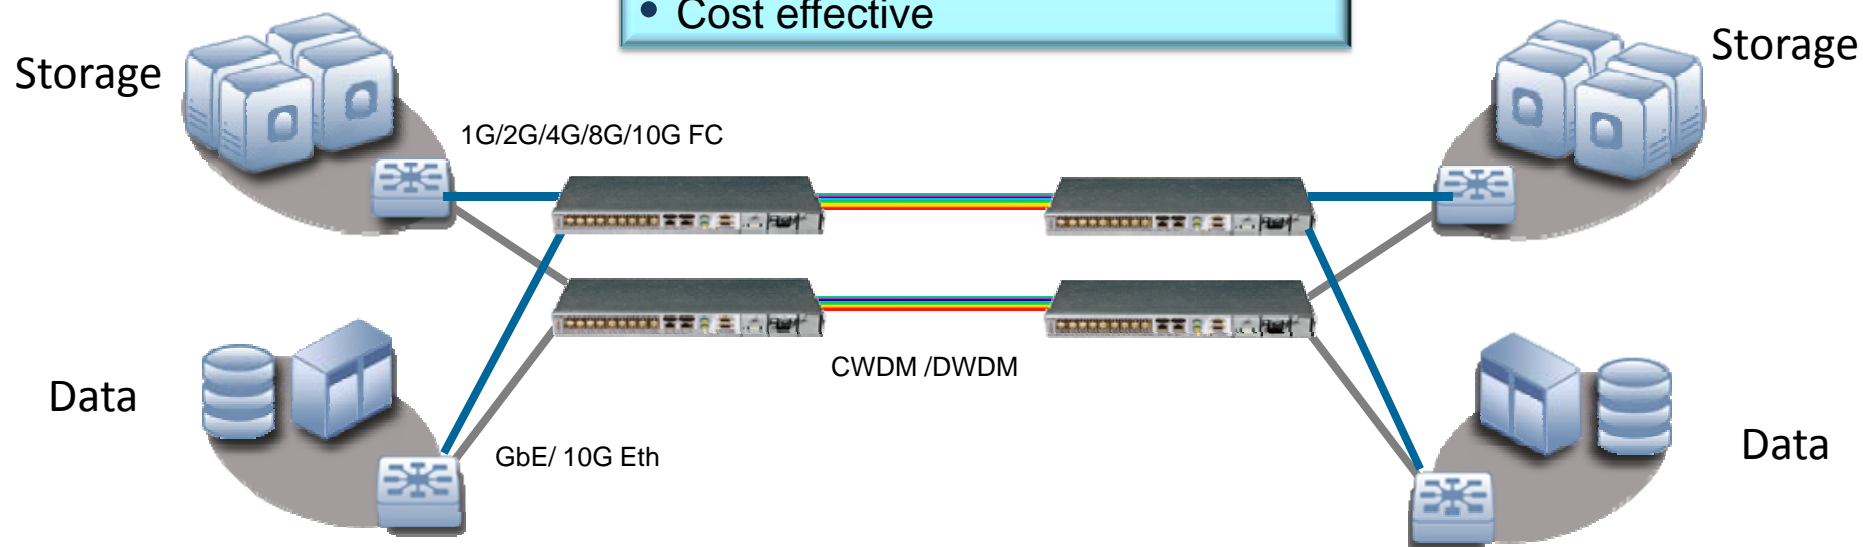 • Cost effective
Storage
Storage
1G/2G/4G/8G/10G FC
CWDM /DWDM
Data
Data
GbE/ 10G Eth